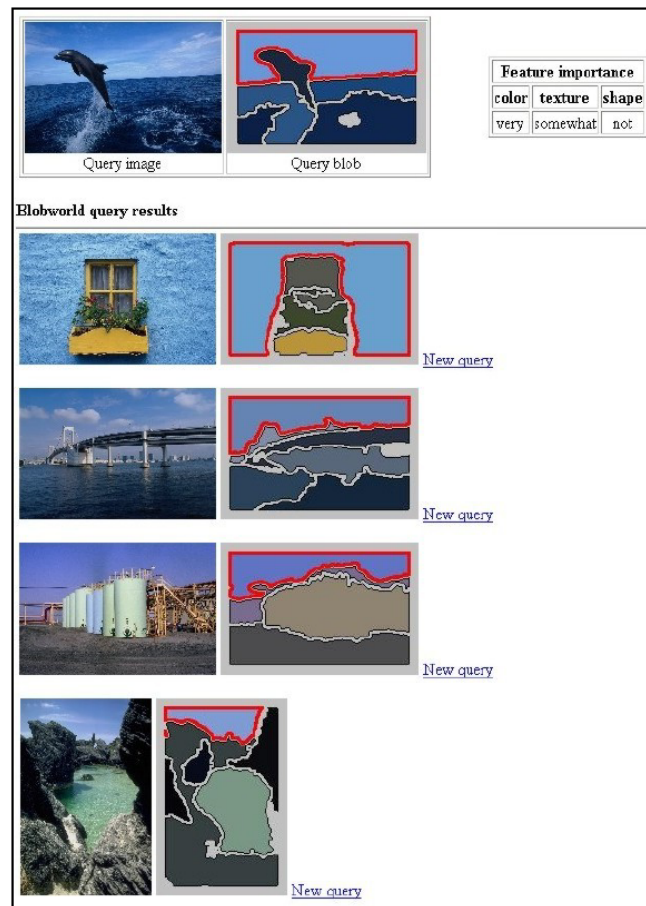 Query image
Query blob
Feature importance
color texture shape
very somewhat not
Blobworld query results
New query
New query
New query
New query